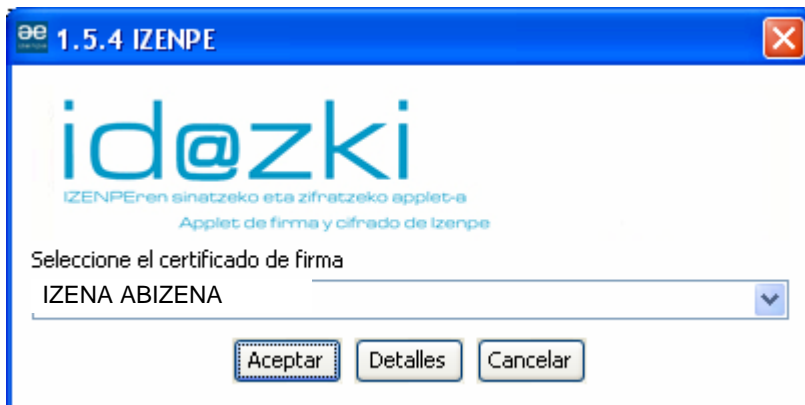 1.5.4 IZENPE
id@zki
IZENPEren sinatzeko eta zifratzeko applet-a
Applet de firma y cifrado de Izenpe
Seleccione el certificado de firma
IZENA ABIZENA
Aceptar Detalles Cancelar